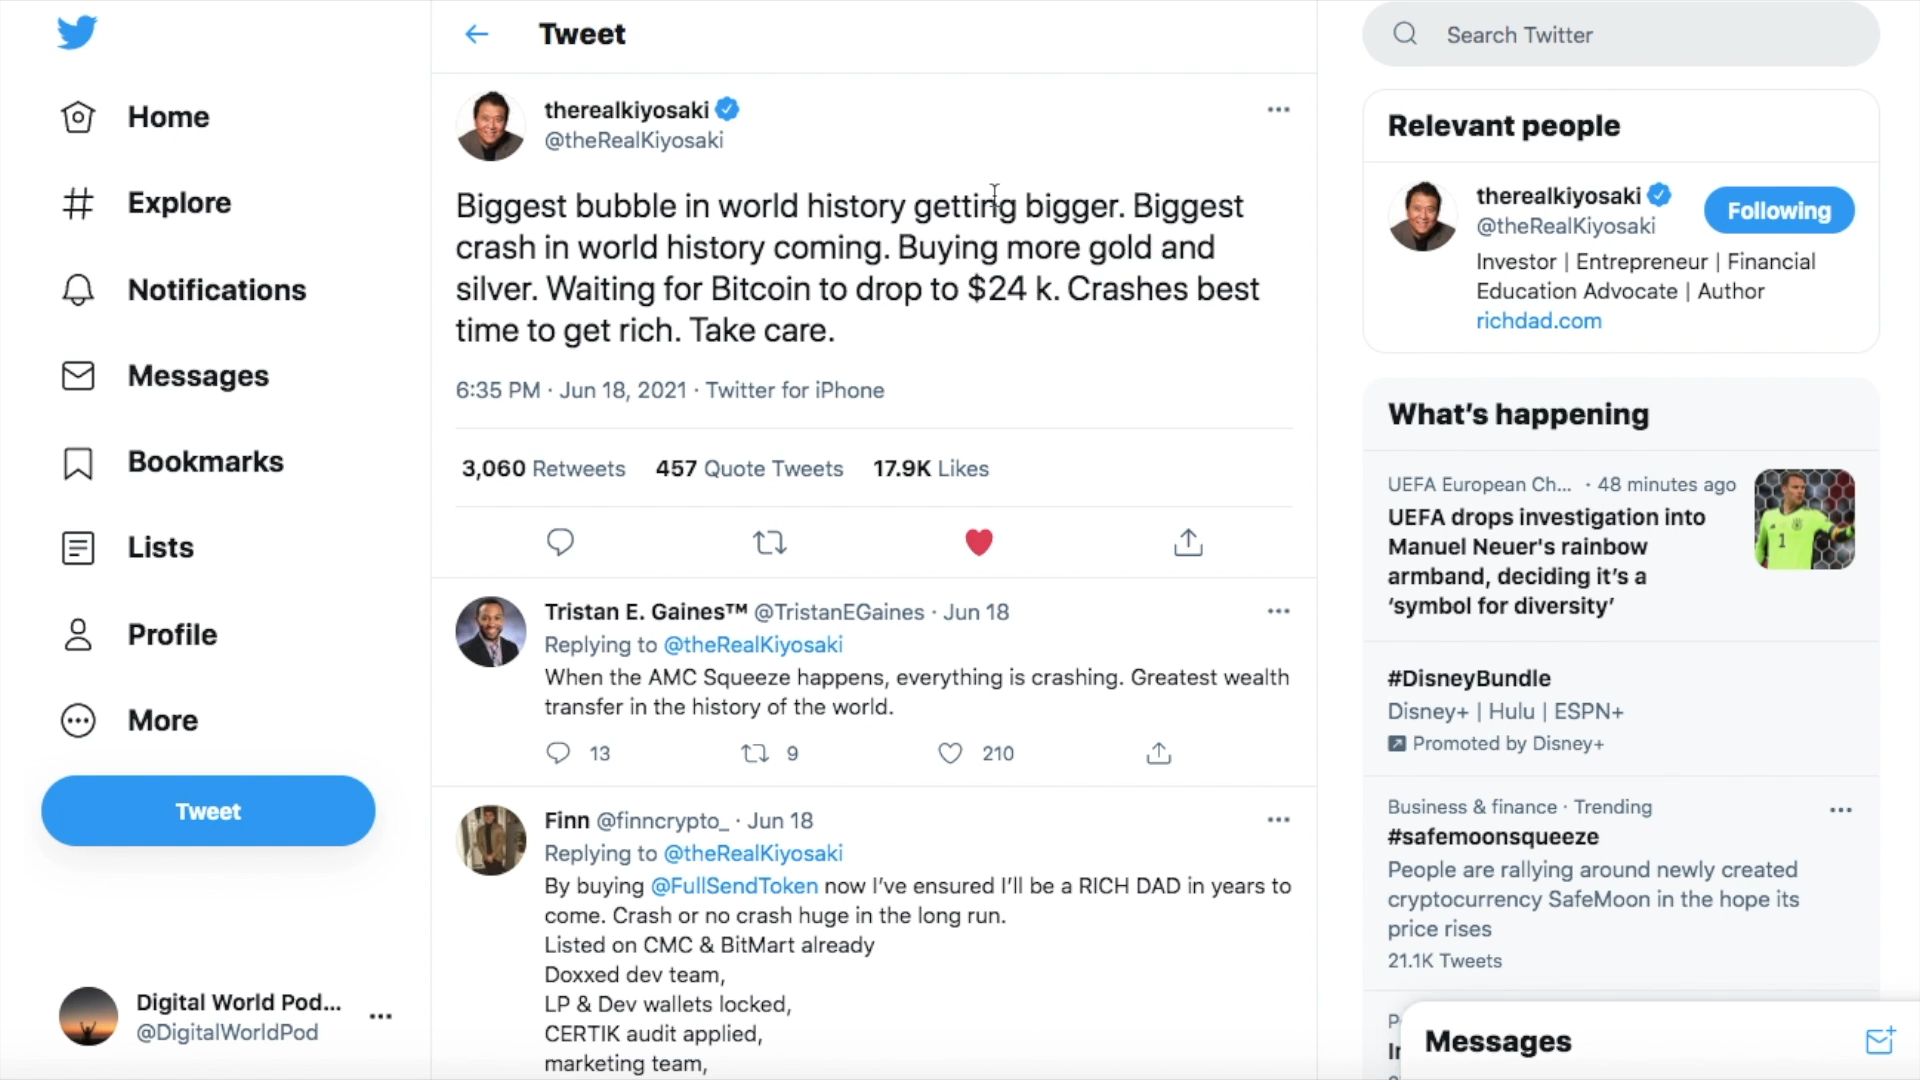 Home
Explore
Notifications
Messages
Bookmarks
Lists
Profile
More
Tweet
Digital World Pod...
@DigitalWorldPod
Tweet
therealkiyosaki
@theRealKiyosaki
Biggest bubble in world history getting bigger. Biggest
crash in world history coming. Buying more gold and
silver. Waiting for Bitcoin to drop to $24 k. Crashes best
time to get rich. Take care.
6:35 PM · Jun 18, 2021 · Twitter for iPhone
3,060 Retweets 457 Quote Tweets 17.9K Likes
Tristan E. Gaines™ @TristanEGaines · Jun 18
Replying to @theRealKiyosaki
When the AMC Squeeze happens, everything is crashing. Greatest wealth
transfer in the history of the world.
13 9 210
Finn @finncrypto_ · Jun 18
Replying to @theRealKiyosaki
By buying @FullSendToken now I've ensured I'll be a RICH DAD in years to
come. Crash or no crash huge in the long run.
Listed on CMC & BitMart already
Doxxed dev team,
LP & Dev wallets locked,
CERTIK audit applied,
marketing team,
Search Twitter
Relevant people
therealkiyosaki
@theRealKiyosaki
Following
Investor | Entrepreneur | Financial
Education Advocate | Author
richdad.com
What's happening
UEFA European Ch... · 48 minutes ago
UEFA drops investigation into
Manuel Neuer's rainbow
armband, deciding it's a
'symbol for diversity'
1
#DisneyBundle
Disney+ | Hulu | ESPN+
Promoted by Disney+
Business & finance · Trending
#safemoonsqueeze
People are rallying around newly created
cryptocurrency SafeMoon in the hope its
price rises
21.1K Tweets
Messages